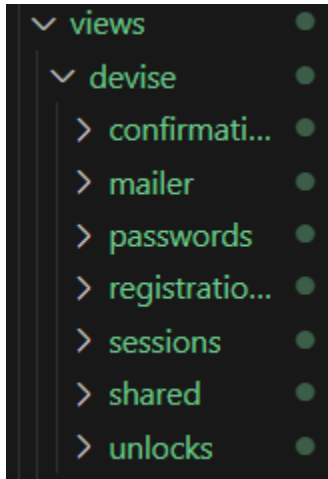 views
devise
confirmati...
mailer
passwords
registratio...
sessions
shared
unlocks